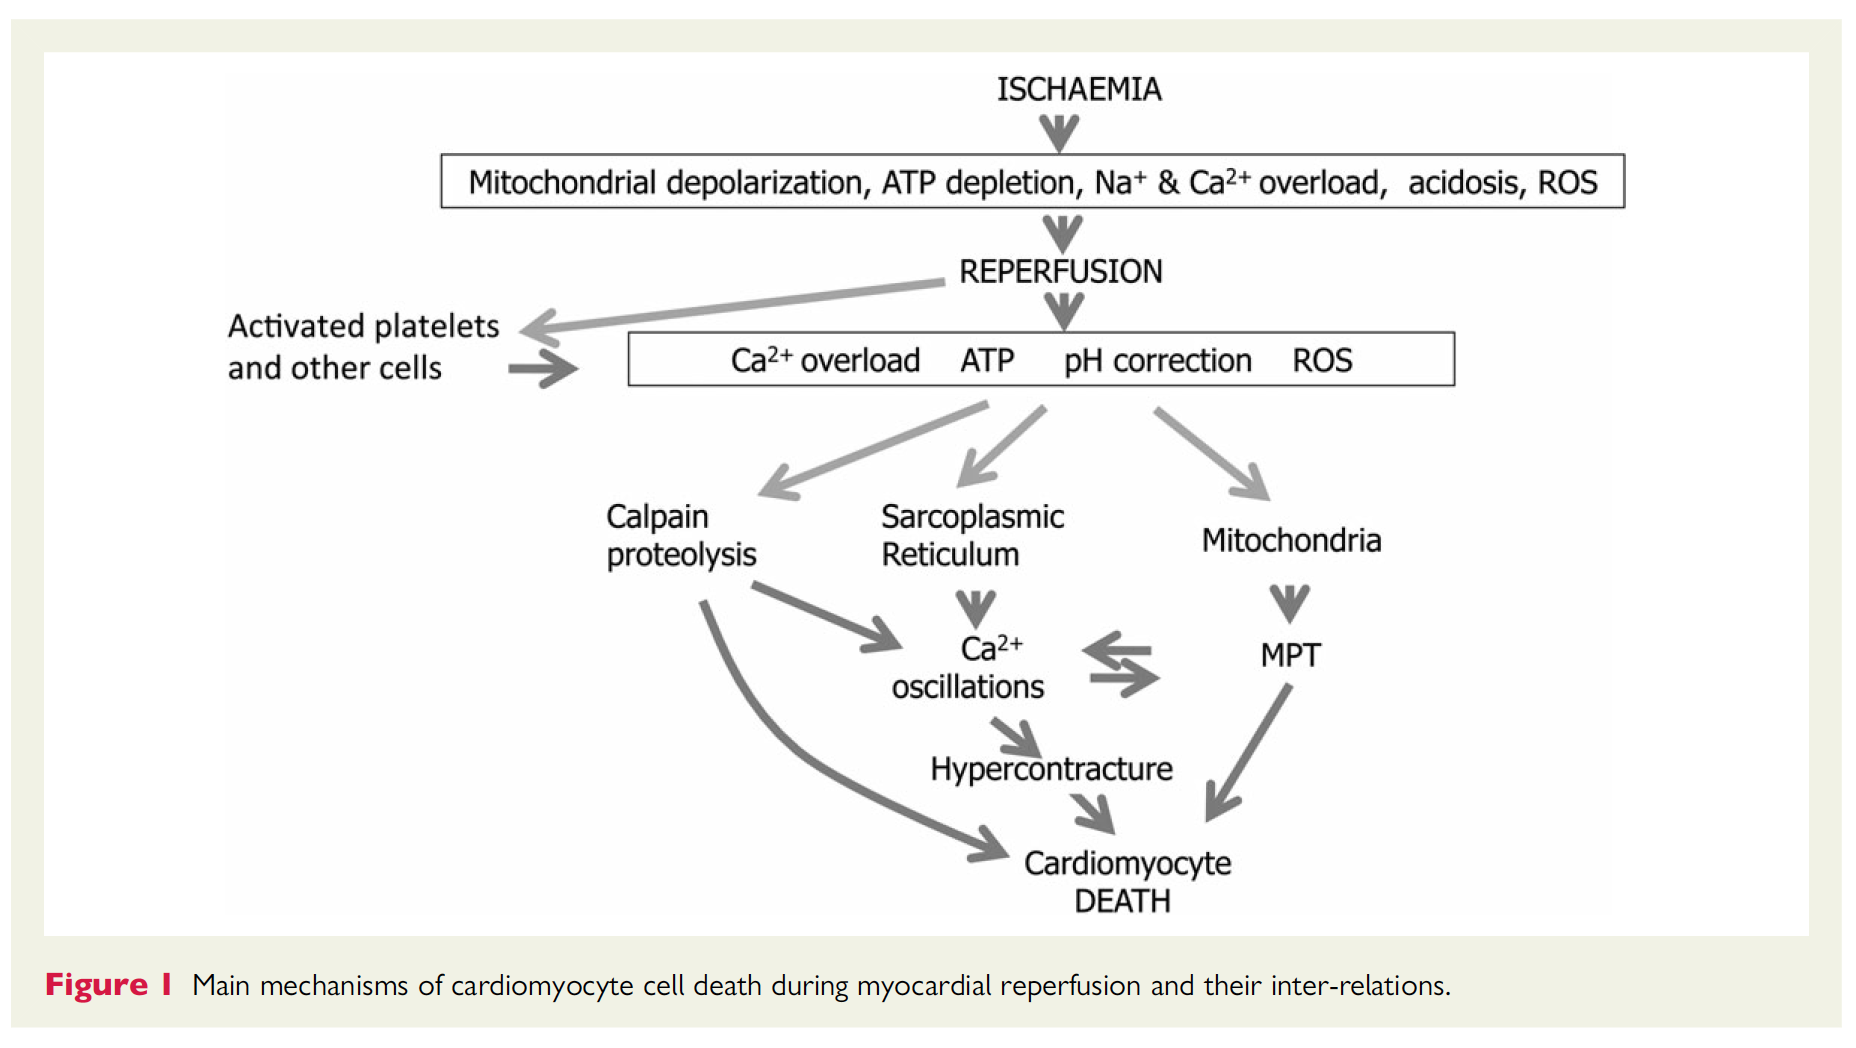 ISCHAEMIA
Mitochondrial depolarization, ATP depletion, Na⁺ & Ca²⁺ overload, acidosis, ROS
REPERFUSION
Activated platelets
and other cells
Ca²⁺ overload ATP pH correction ROS
Calpain
proteolysis
Sarcoplasmic
Reticulum
Mitochondria
Ca²⁺
oscillations
MPT
Hypercontracture
Cardiomyocyte
DEATH
Figure 1 Main mechanisms of cardiomyocyte cell death during myocardial reperfusion and their inter-relations.